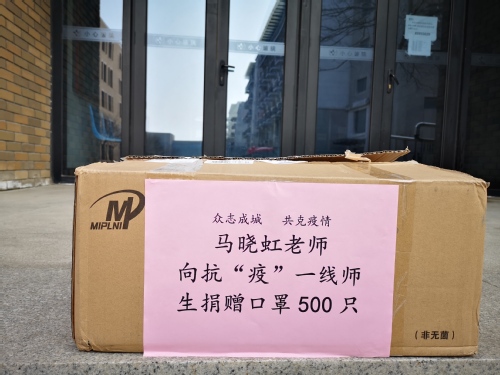 众志成城 共克疫情
马晓虹老师
向抗“疫”一线师
生捐赠口罩500只
MIPLNI
(非无菌)